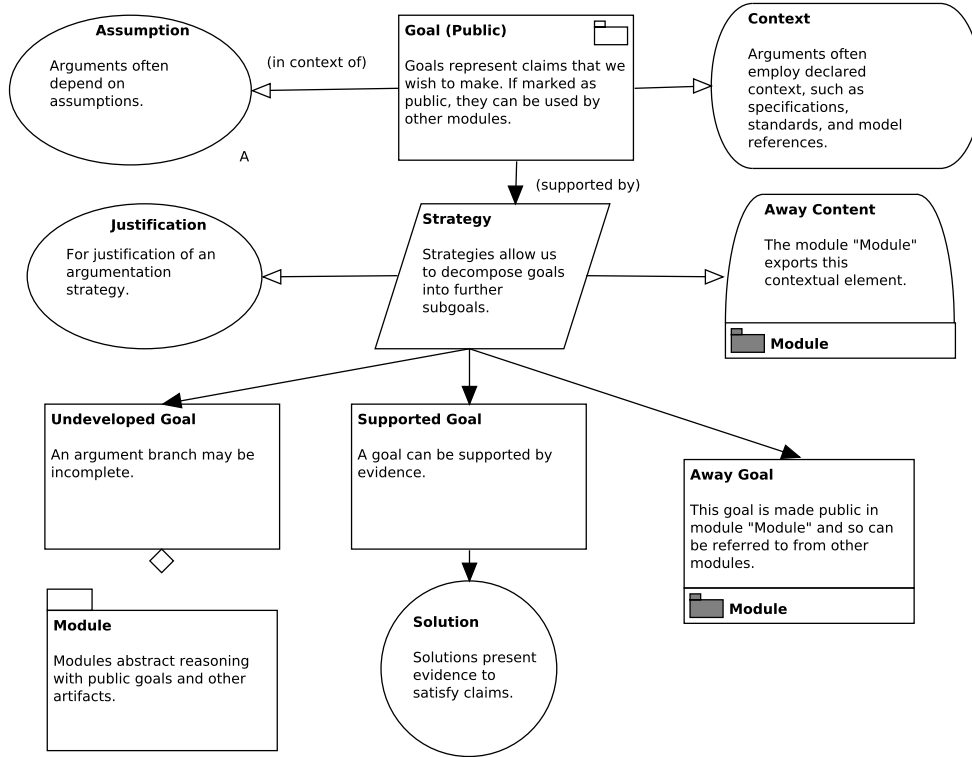 Assumption
Arguments often
depend on
assumptions.
A
(in context of)
Goal (Public)
Goals represent claims that we
wish to make. If marked as
public, they can be used by
other modules.
Context
Arguments often
employ declared
context, such as
specifications,
standards, and model
references.
(supported by)
Justification
For justification of an
argumentation
strategy.
Strategy
Strategies allow us
to decompose goals
into further
subgoals.
Away Content
The module "Module"
exports this
contextual element.
Module
Undeveloped Goal
An argument branch may be
incomplete.
Supported Goal
A goal can be supported by
evidence.
Away Goal
This goal is made public in
module "Module" and so can
be referred to from other
modules.
Module
Module
Modules abstract reasoning
with public goals and other
artifacts.
Solution
Solutions present
evidence to
satisfy claims.